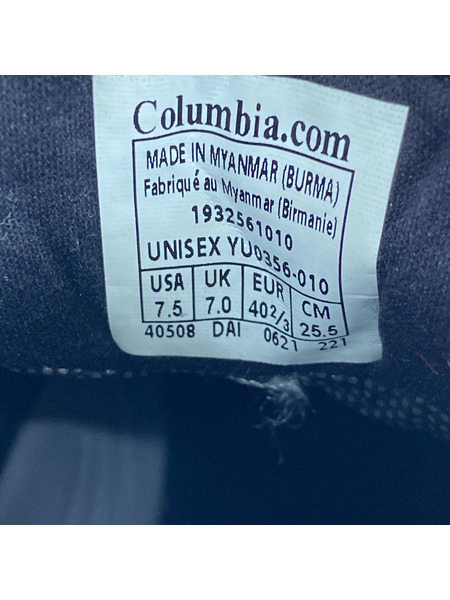 Columbia.com
MADE IN MYANMAR (BURMA)
Fabriqué au Myanmar (Birmanie)
1932561010
UNISEX YU0356-010
USA UK EUR CM
7.5 7.0 40 2/3 25.5
40508 DAI 0621 221